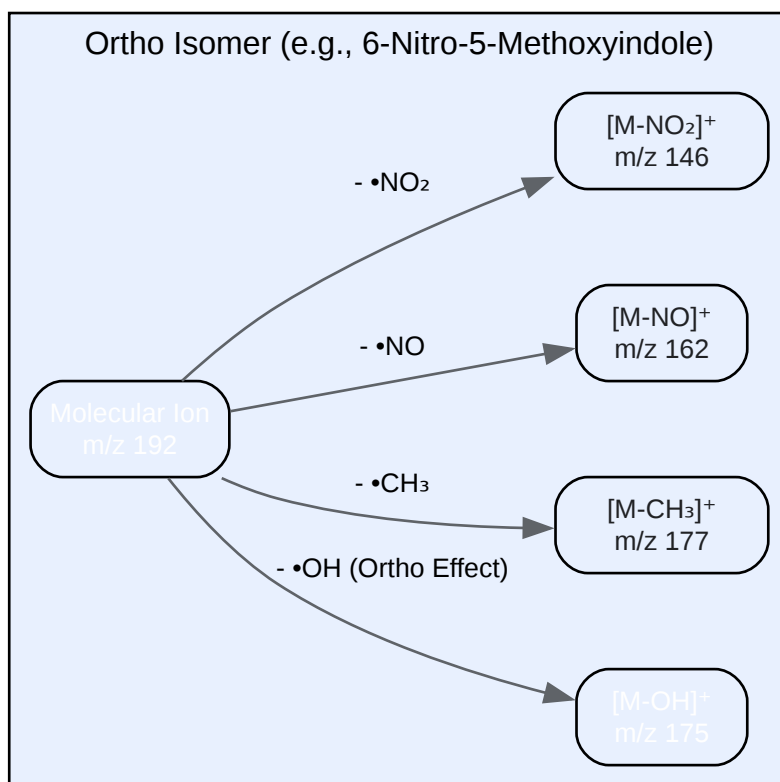 Ortho Isomer (e.g., 6-Nitro-5-Methoxyindole)
[M-NO₂]⁺
m/z 146
- •NO₂
[M-NO]⁺
m/z 162
- •NO
Molecular Ion
m/z 192
- •CH₃
[M-CH₃]⁺
m/z 177
- •OH (Ortho Effect)
[M-OH]⁺
m/z 175